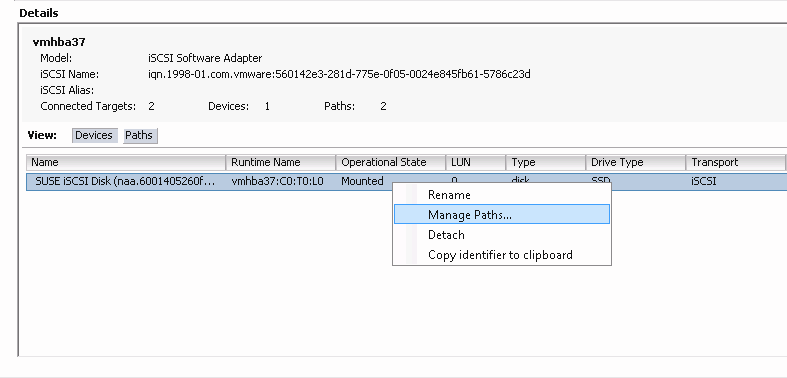 Details
vmhba37
Model: iSCSI Software Adapter
iSCSI Name: iqn.1998-01.com.vmware:560142e3-281d-775e-0f05-0024e845fb61-5786c23d
iSCSI Alias:
Connected Targets: 2 Devices: 1 Paths: 2
View: Devices Paths
Name Runtime Name Operational State LUN Type Drive Type Transport
SUSE iSCSI Disk (naa.6001405260f... vmhba37:C0:T0:L0 Mounted 0 disk SSD iSCSI
Rename
Manage Paths...
Detach
Copy identifier to clipboard